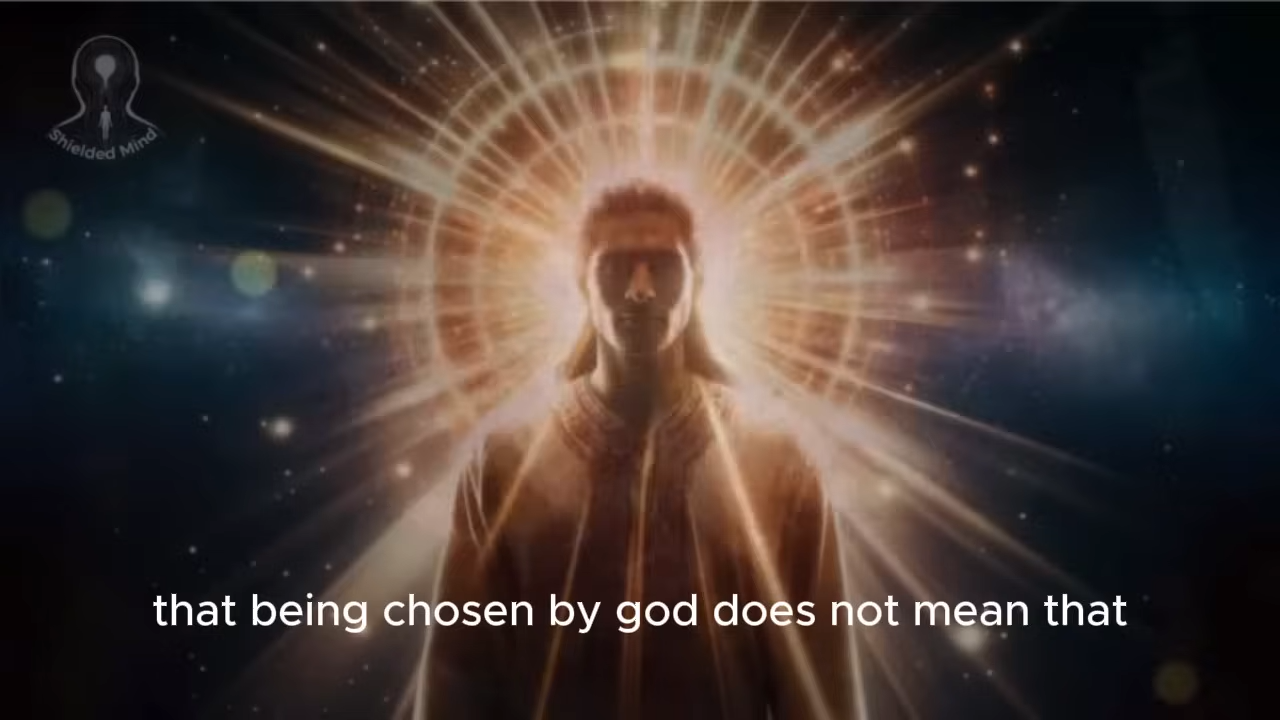 Shielded Mind
that being chosen by god does not mean that